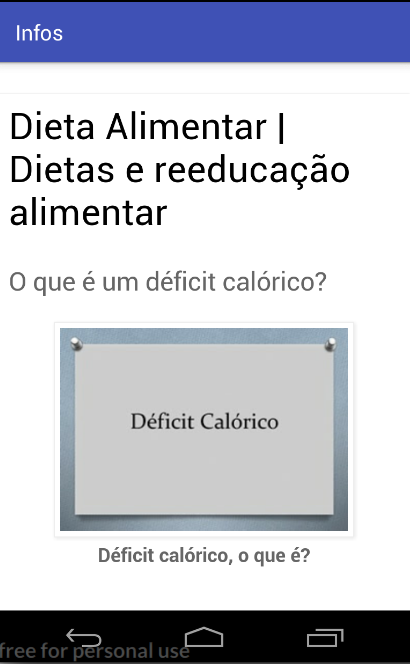 Infos
Dieta Alimentar |
Dietas e reeducação
alimentar
O que é um déficit calórico?
Déficit Calórico
Déficit calórico, o que é?
free for personal use